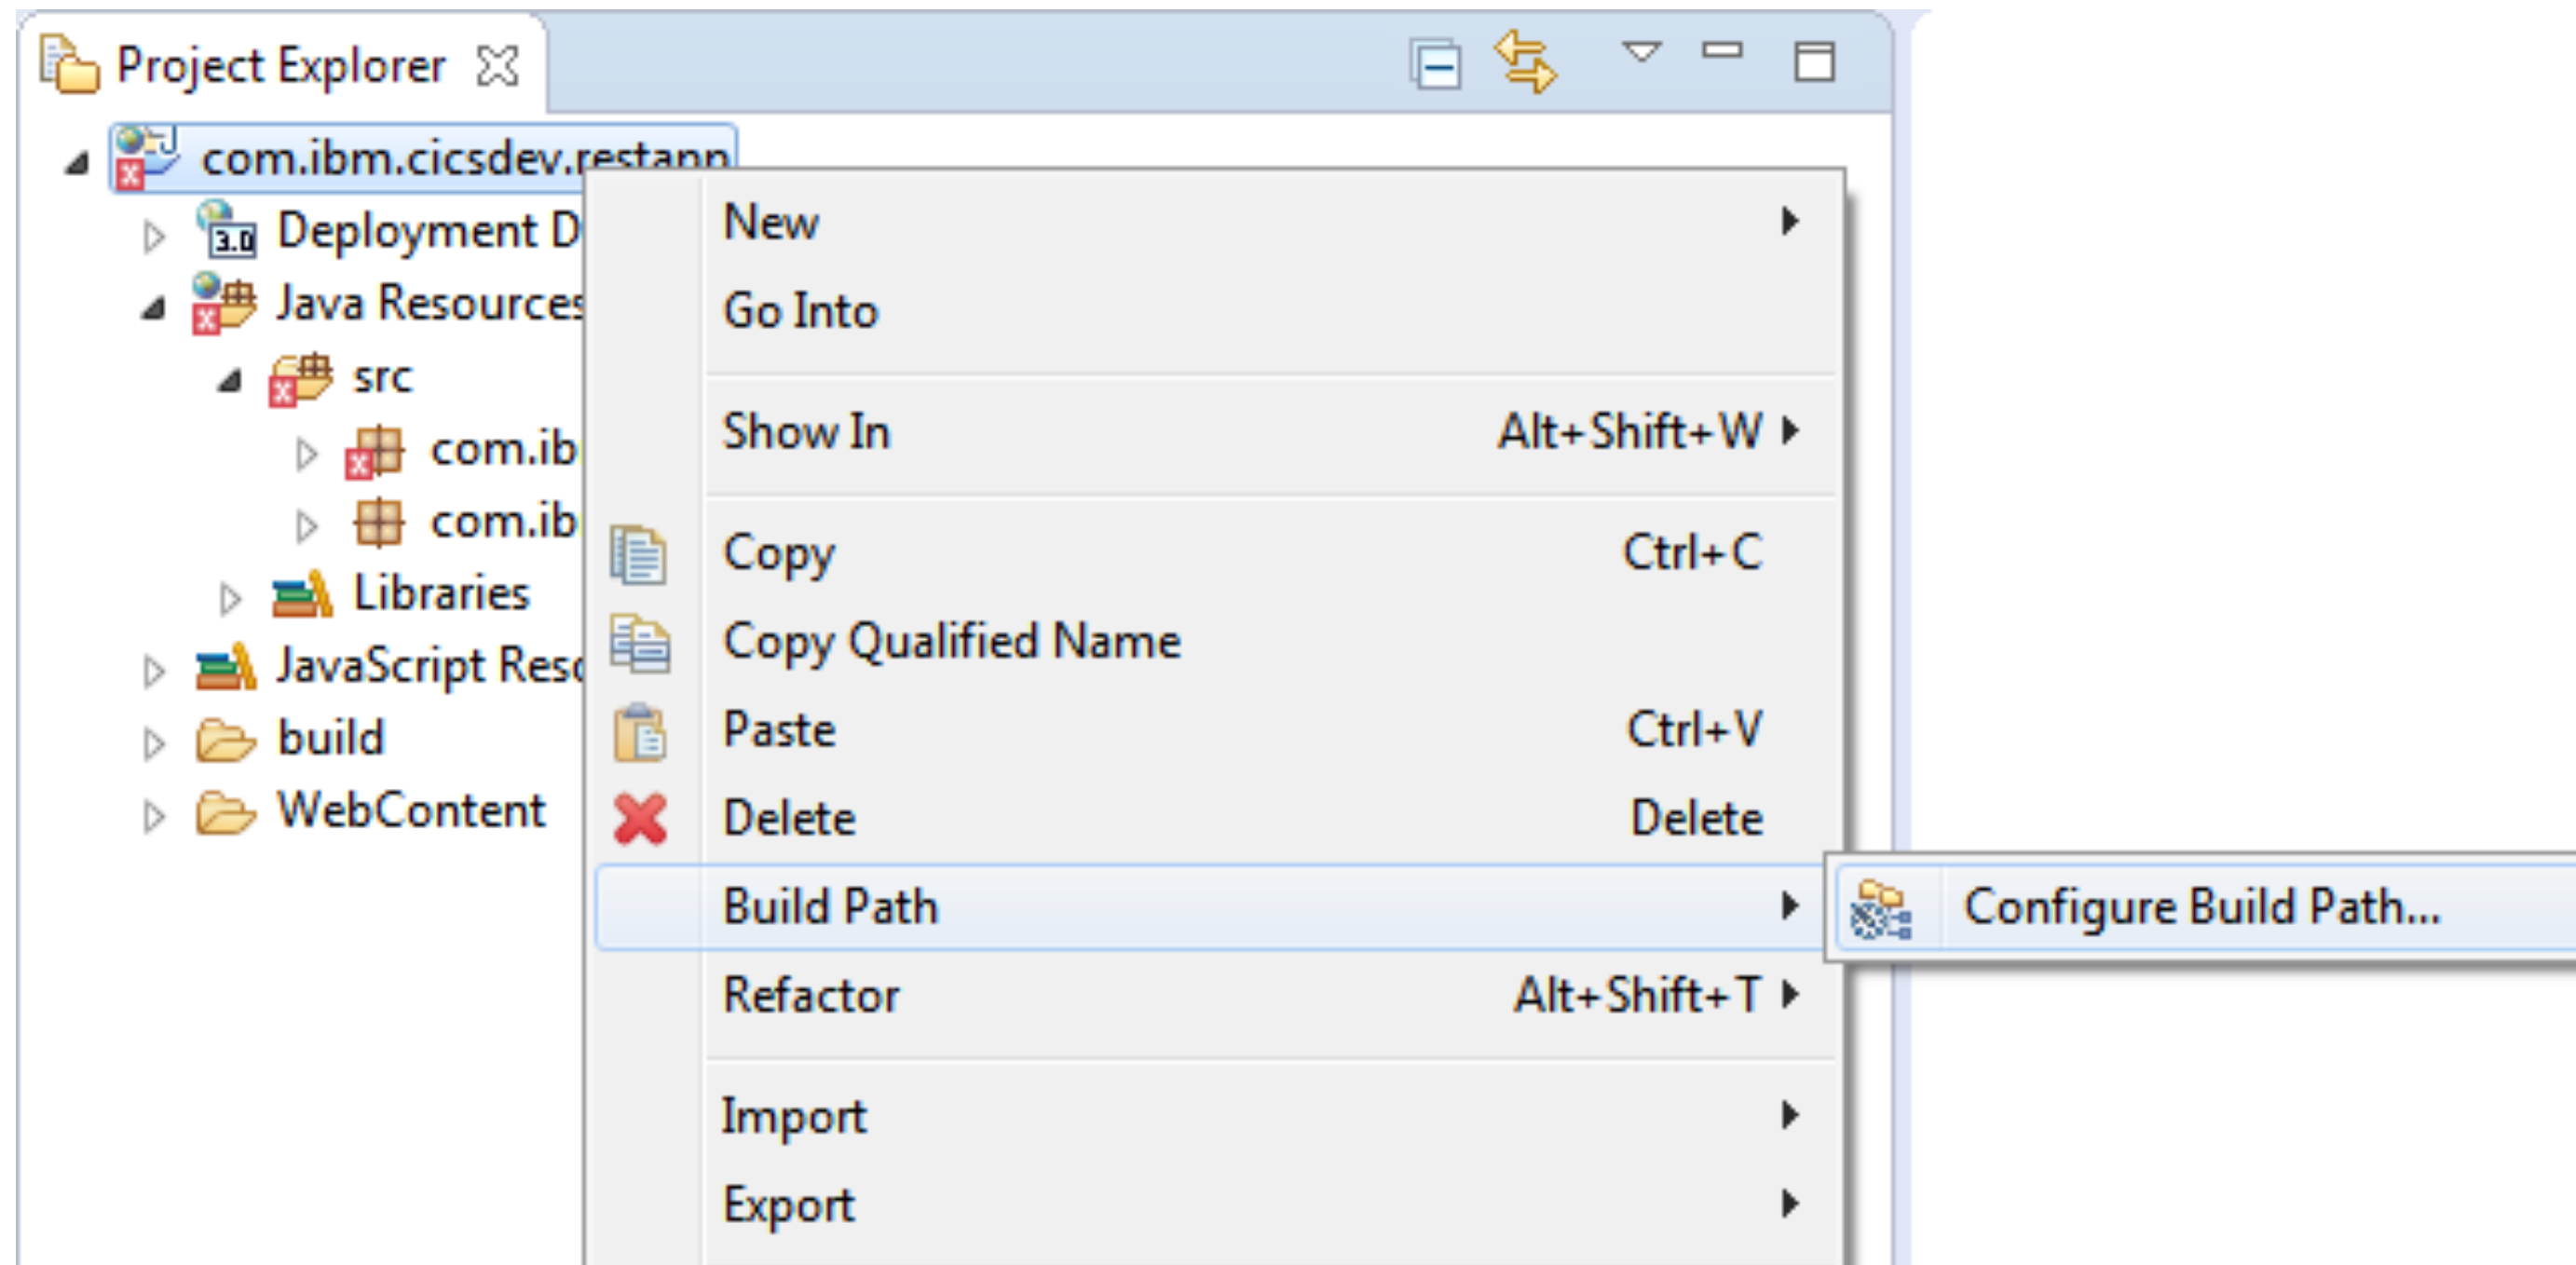 Project Explorer
com.ibm.cicsdev.restapp
Deployment D
Java Resources
src
com.ib
com.ib
Libraries
JavaScript Reso
build
WebContent
New
Go Into
Show In Alt+Shift+W
Copy Ctrl+C
Copy Qualified Name
Paste Ctrl+V
Delete Delete
Build Path
Configure Build Path...
Refactor Alt+Shift+T
Import
Export
3.0